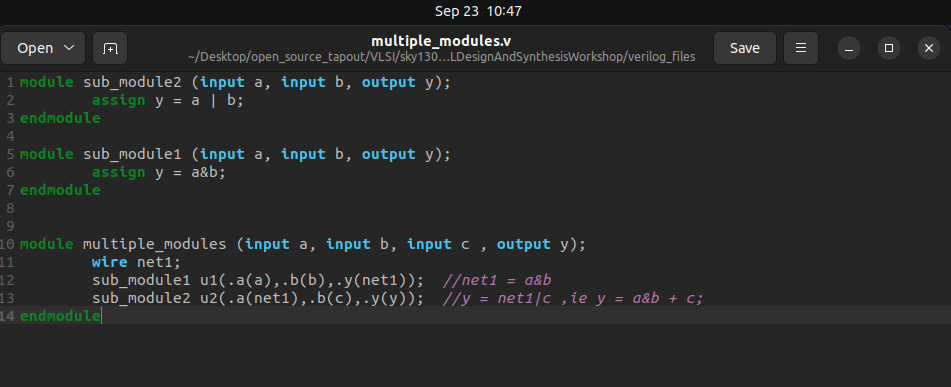 Sep 23 10:47
Open
multiple_modules.v
~/Desktop/open_source_tapout/VLSI/sky130...LDesignAndSynthesisWorkshop/verilog_files
Save
1 module sub_module2 (input a, input b, output y);
2         assign y = a | b;
3 endmodule
4
5 module sub_module1 (input a, input b, output y);
6         assign y = a&b;
7 endmodule
8
9
10 module multiple_modules (input a, input b, input c , output y);
11         wire net1;
12         sub_module1 u1(.a(a),.b(b),.y(net1));  //net1 = a&b
13         sub_module2 u2(.a(net1),.b(c),.y(y));  //y = net1|c ,ie y = a&b + c;
14 endmodule